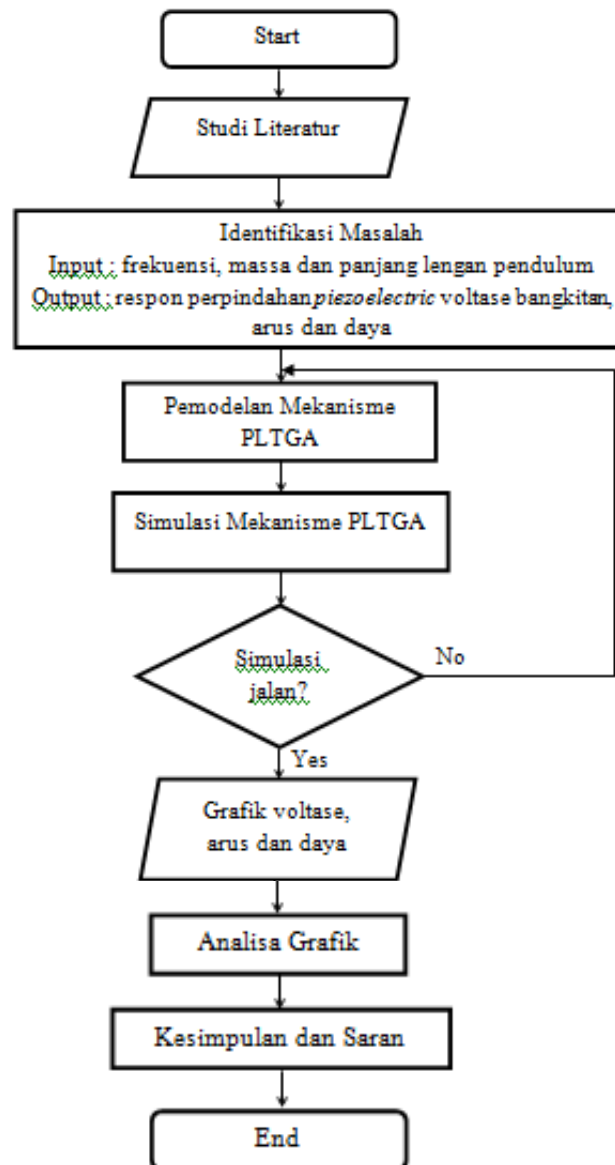 Start
Studi Literatur
Identifikasi Masalah
Input : frekuensi, massa dan panjang lengan pendulum
Output : respon perpindahan piezoelectric voltase bangkitan,
arus dan daya
Pemodelan Mekanisme
PLTGA
Simulasi Mekanisme PLTGA
Simulasi
jalan?
No
Yes
Grafik voltase,
arus dan daya
Analisa Grafik
Kesimpulan dan Saran
End